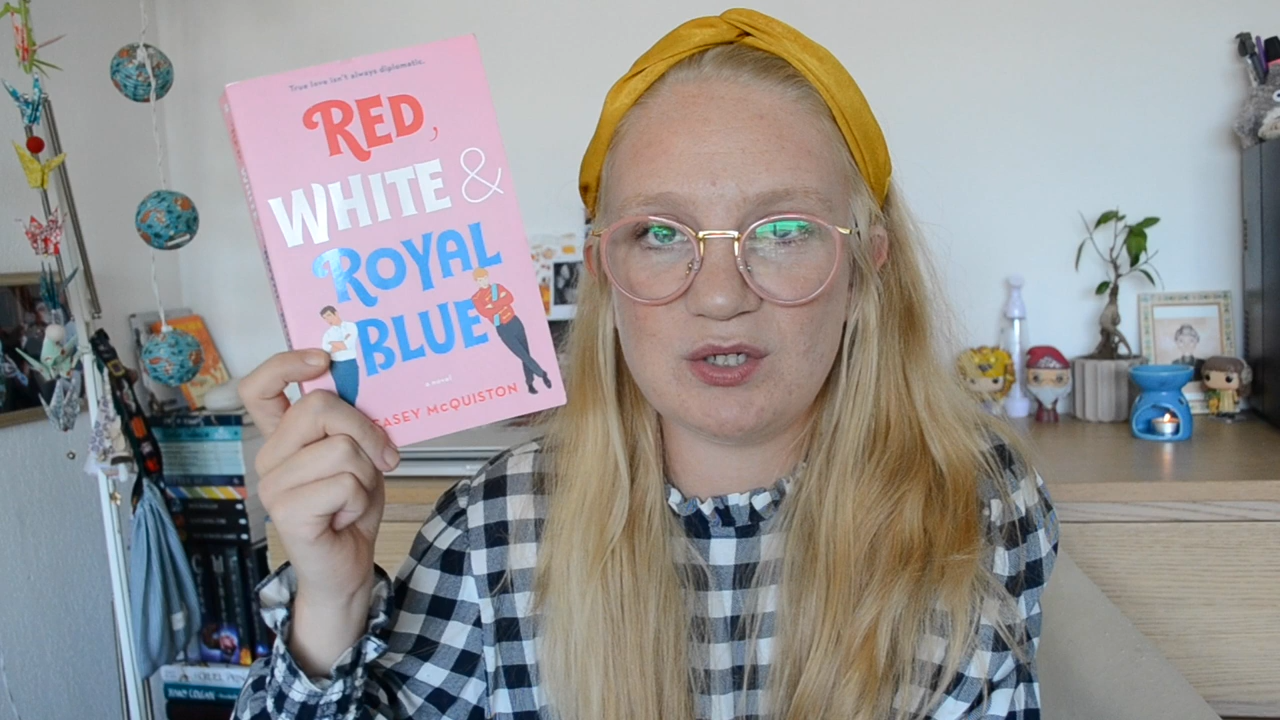 True love isn't always diplomatic.
RED,
WHITE &
ROYAL
BLUE
a novel
CASEY McQUISTON